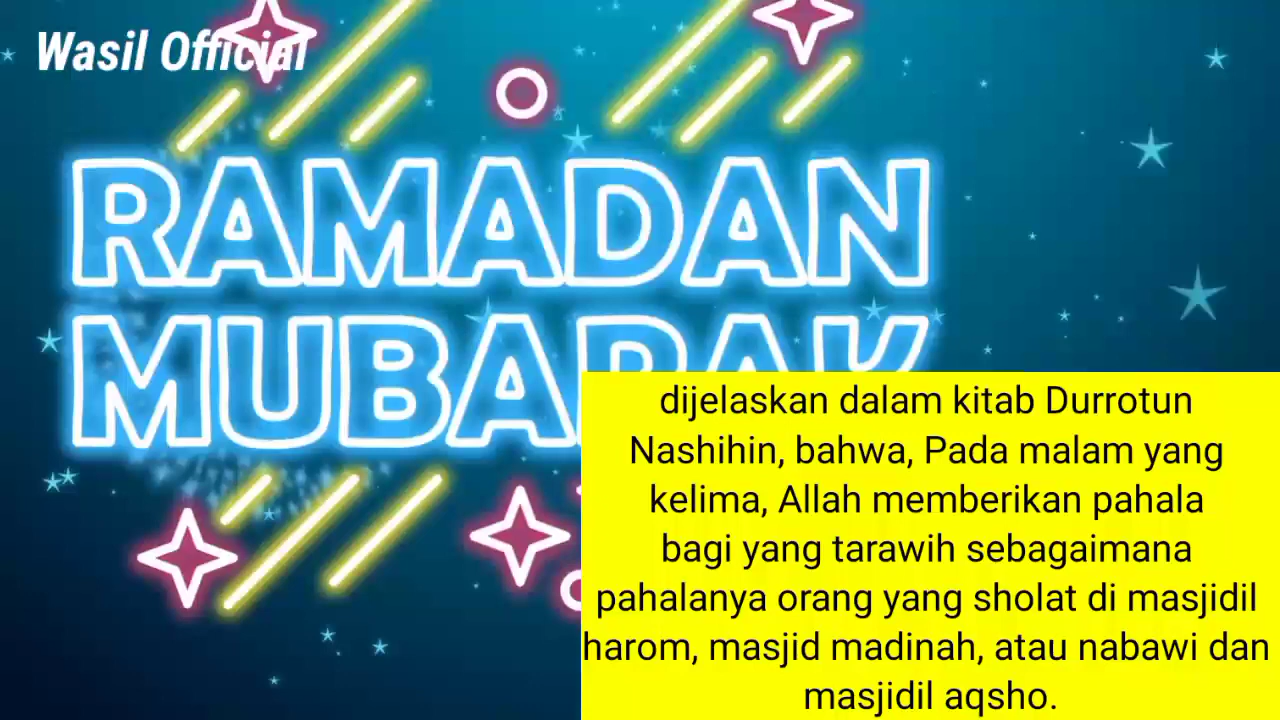 Wasil Official
RAMADAN
MUBARAK
dijelaskan dalam kitab Durrotun
Nashihin, bahwa, Pada malam yang
kelima, Allah memberikan pahala
bagi yang tarawih sebagaimana
pahalanya orang yang sholat di masjidil
harom, masjid madinah, atau nabawi dan
masjidil aqsho.